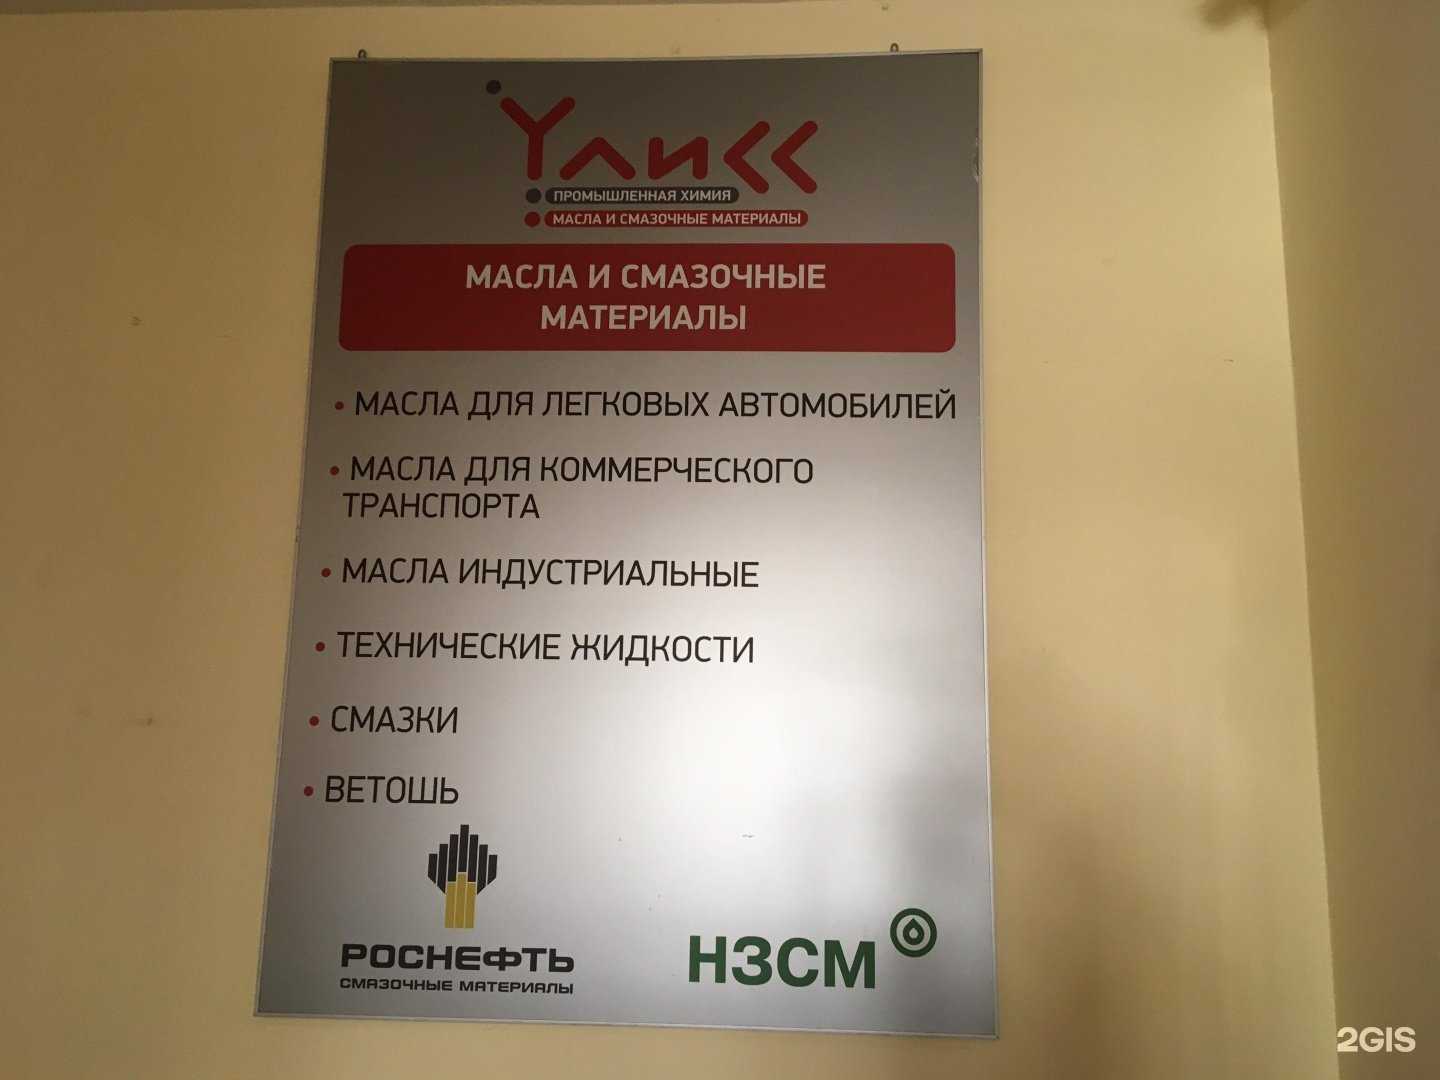 Улисс
ПРОМЫШЛЕННАЯ ХИМИЯ
МАСЛА И СМАЗОЧНЫЕ МАТЕРИАЛЫ
МАСЛА И СМАЗОЧНЫЕ
МАТЕРИАЛЫ
• МАСЛА ДЛЯ ЛЕГКОВЫХ АВТОМОБИЛЕЙ
• МАСЛА ДЛЯ КОММЕРЧЕСКОГО
ТРАНСПОРТА
• МАСЛА ИНДУСТРИАЛЬНЫЕ
• ТЕХНИЧЕСКИЕ ЖИДКОСТИ
• СМАЗКИ
• ВЕТОШЬ
РОСНЕФТЬ
СМАЗОЧНЫЕ МАТЕРИАЛЫ
НЗСМ
2GIS